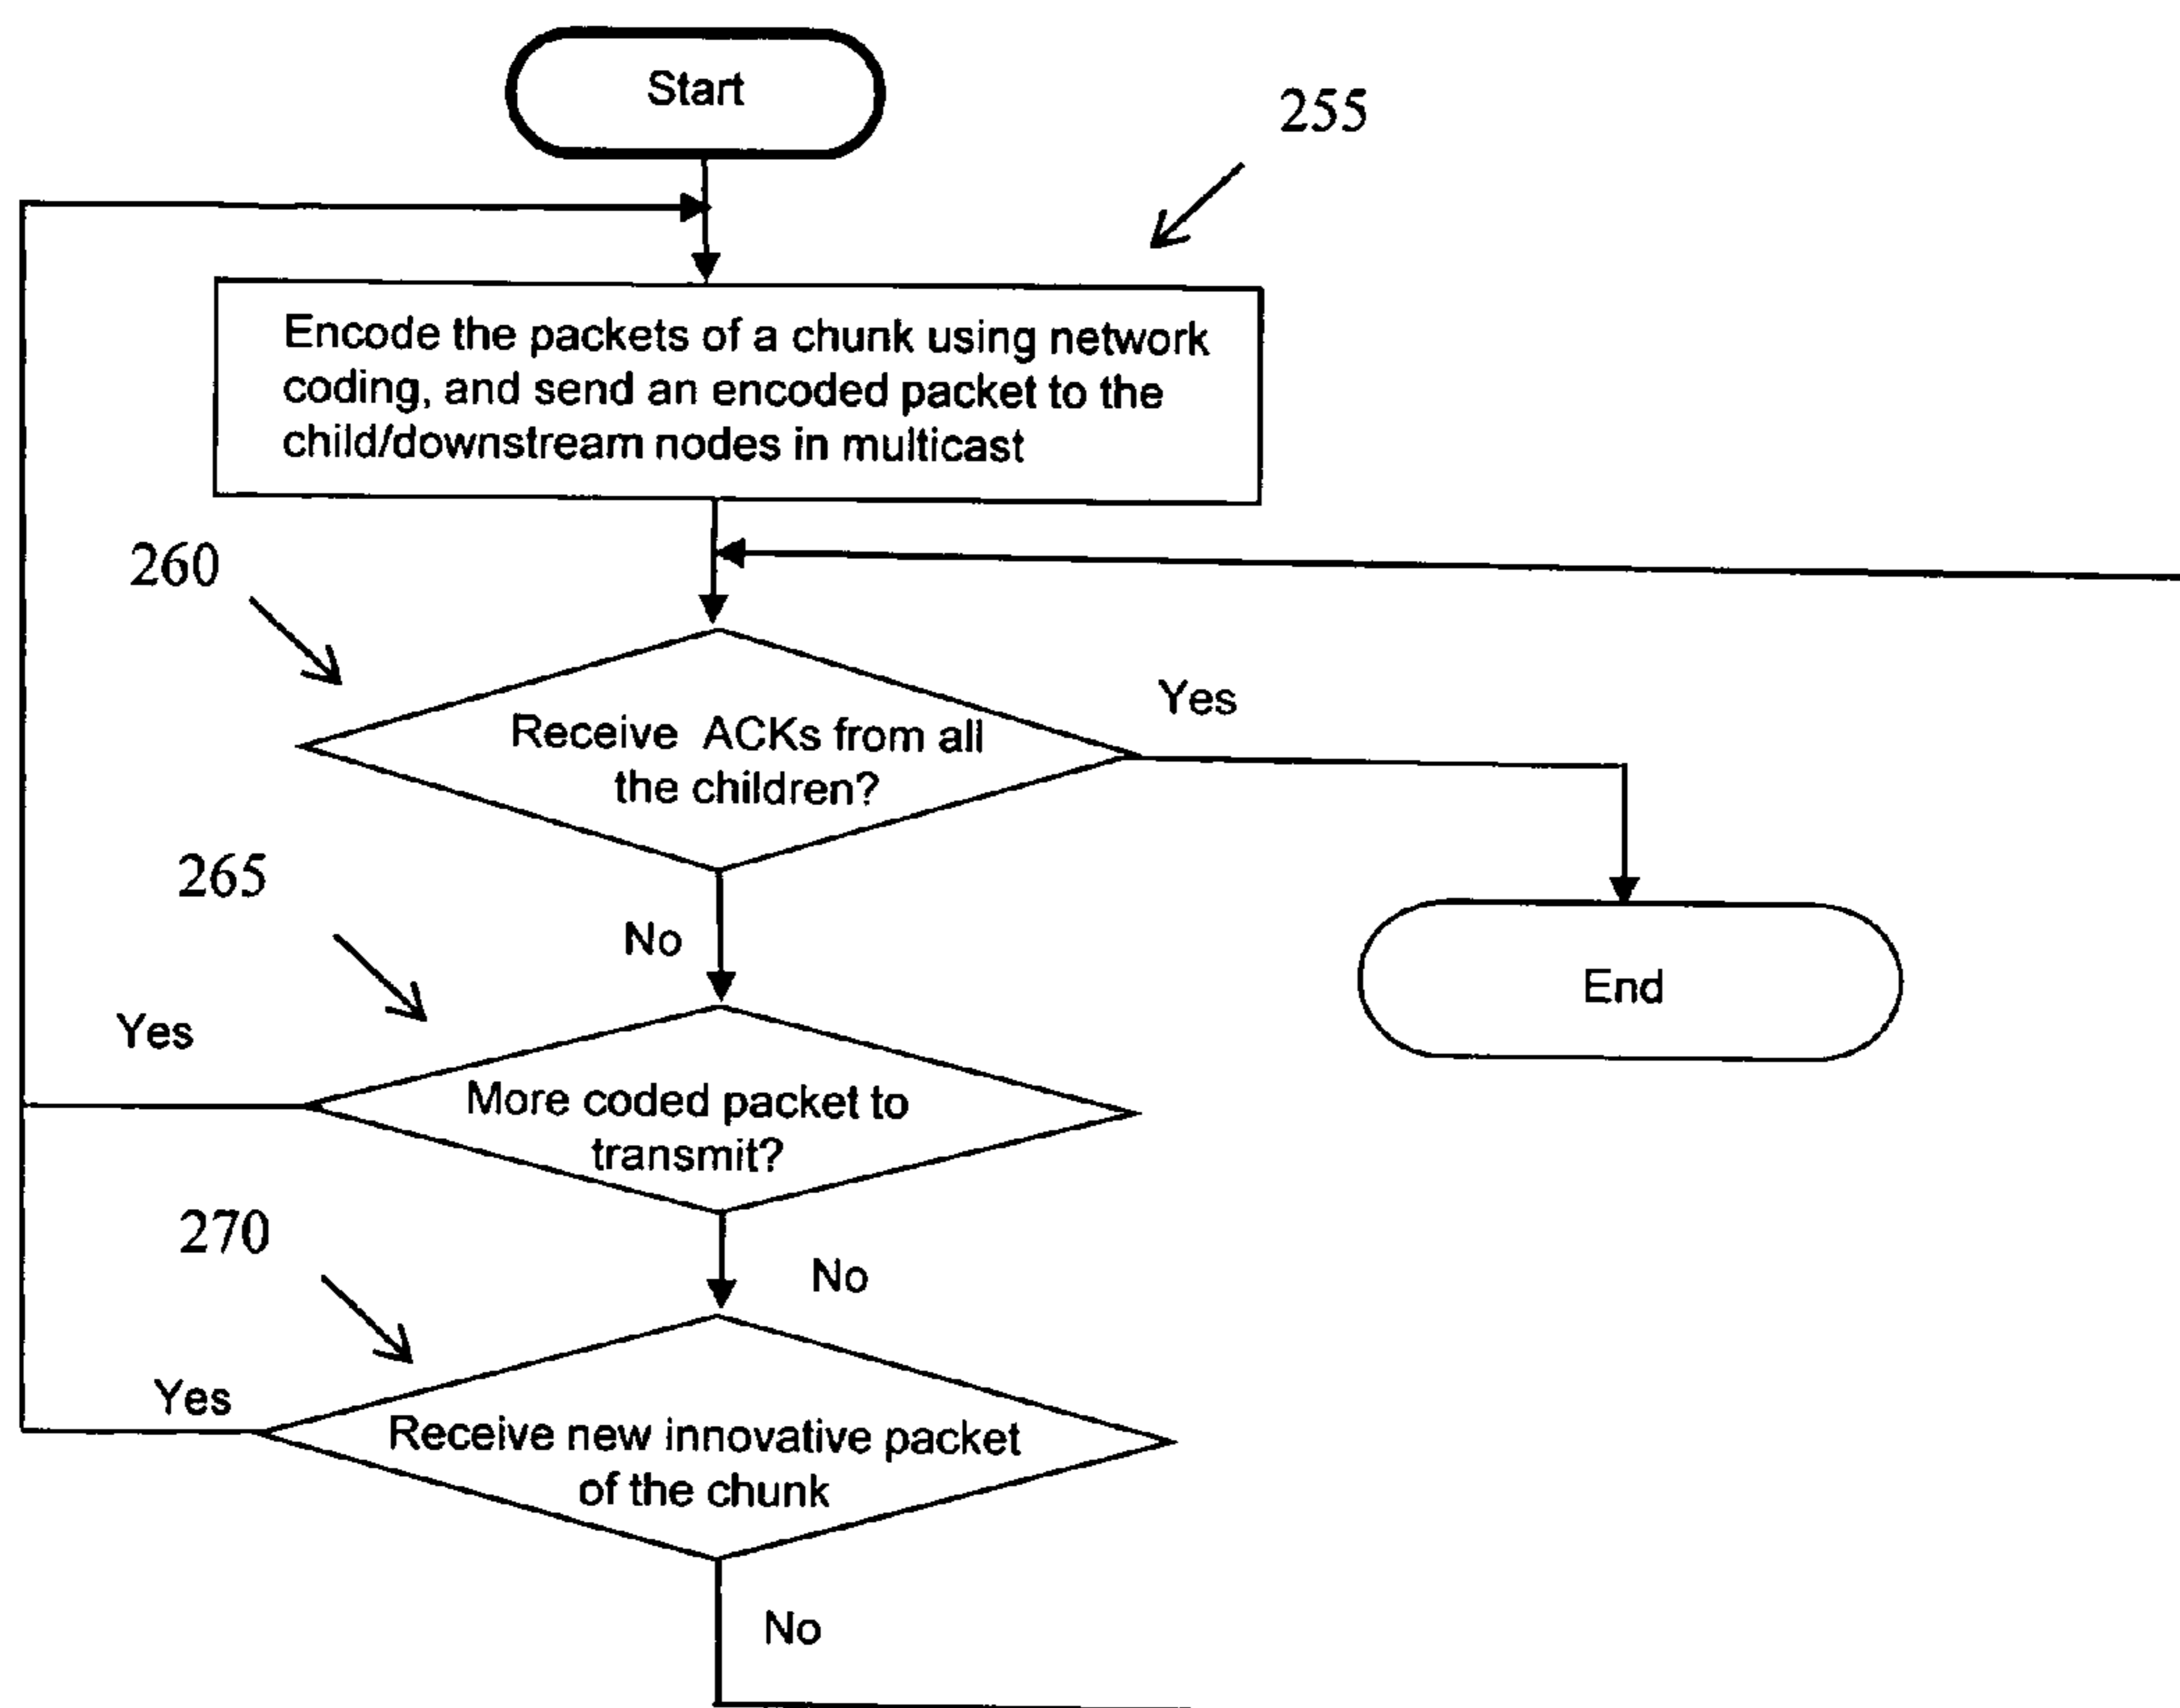 Start
255
Encode the packets of a chunk using network
coding, and send an encoded packet to the
child/downstream nodes in multicast
260
Yes
Receive ACKs from all
the children?
265
No
End
Yes
More coded packet to
transmit?
270
No
Yes
Receive new innovative packet
of the chunk
No